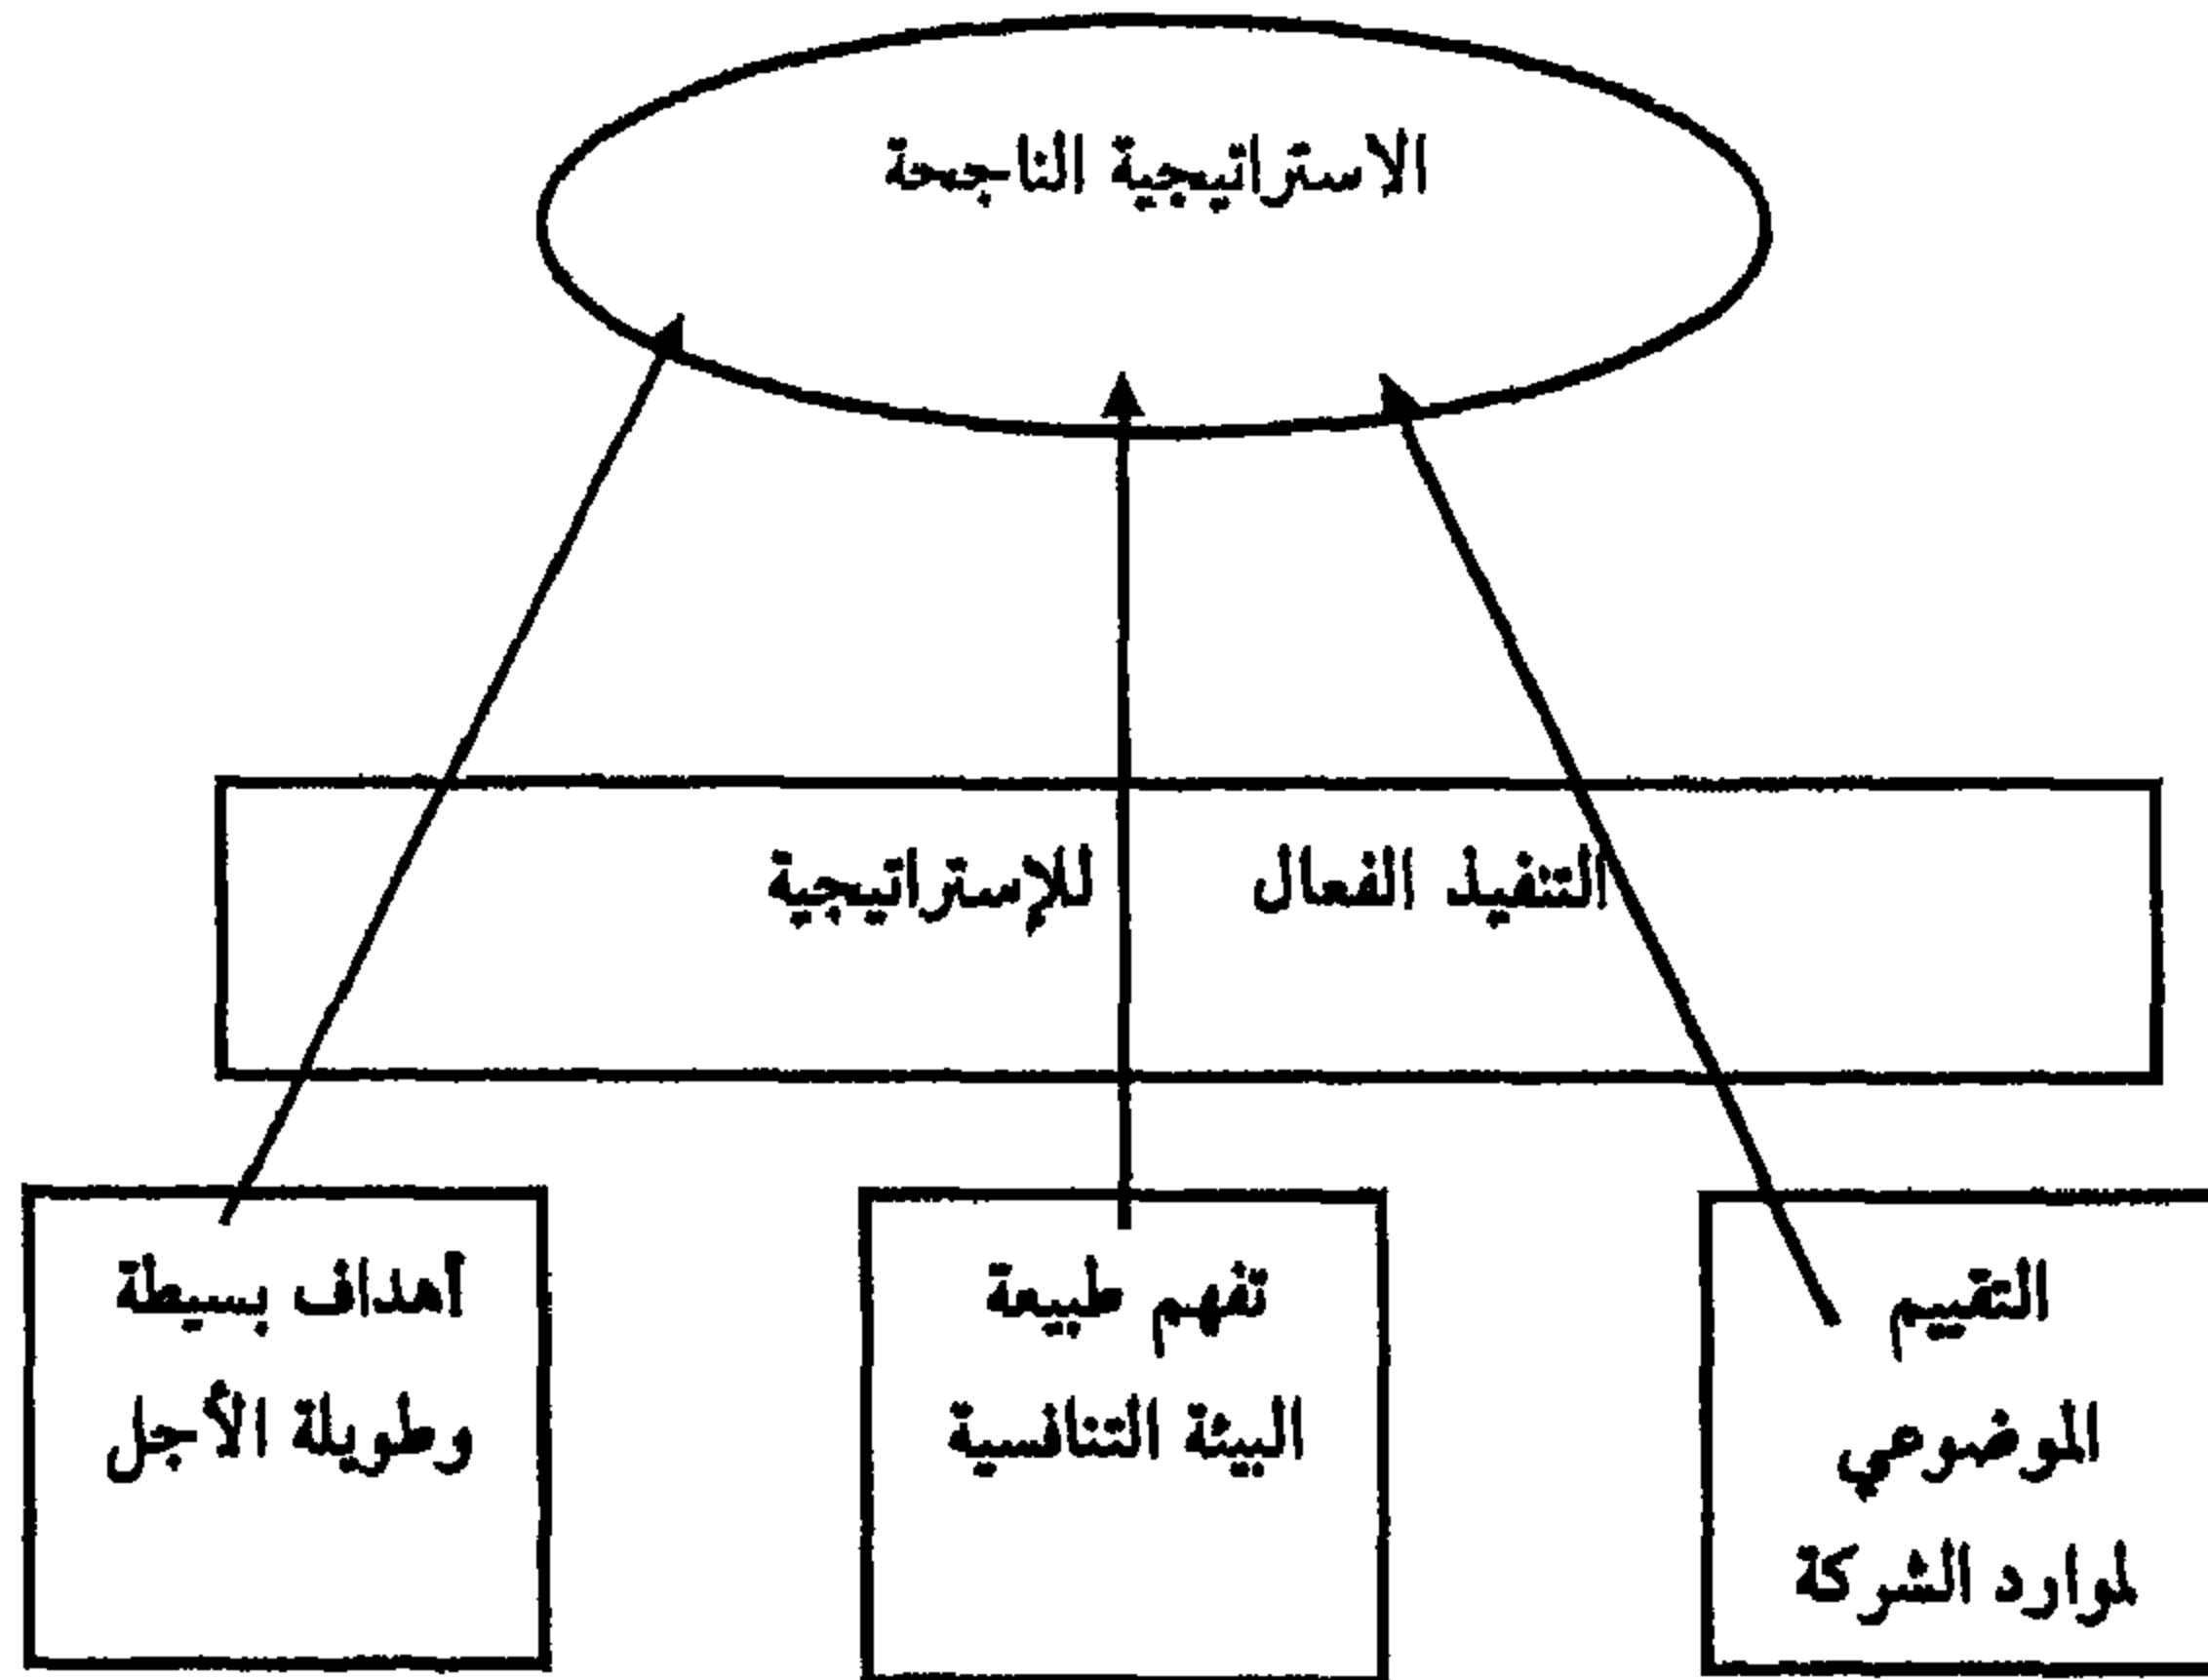 الاستراتيجية الناجحة
التنفيذ الفعال للإستراتيجية
التقييم
الموضوعي
لموارد الشركة
تفهم طبيعة
البيئة التنافسية
أهداف بسيطة
وطويلة الأجل